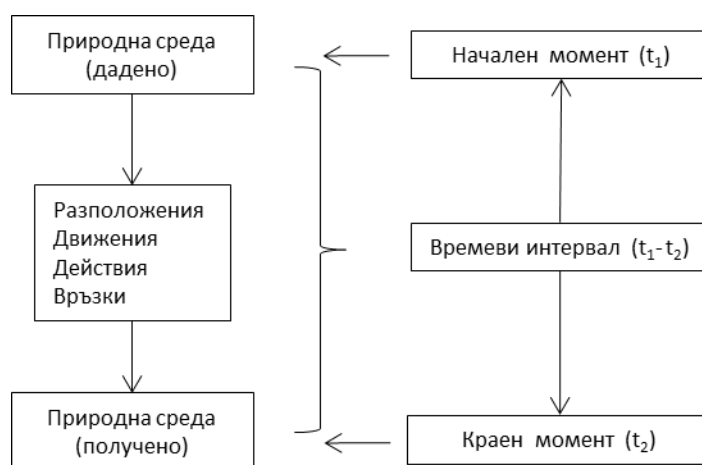 Природна среда
(дадено)
Начален момент (t₁)
Разположения
Движения
Действия
Връзки
Времеви интервал (t₁-t₂)
Природна среда
(получено)
Краен момент (t₂)